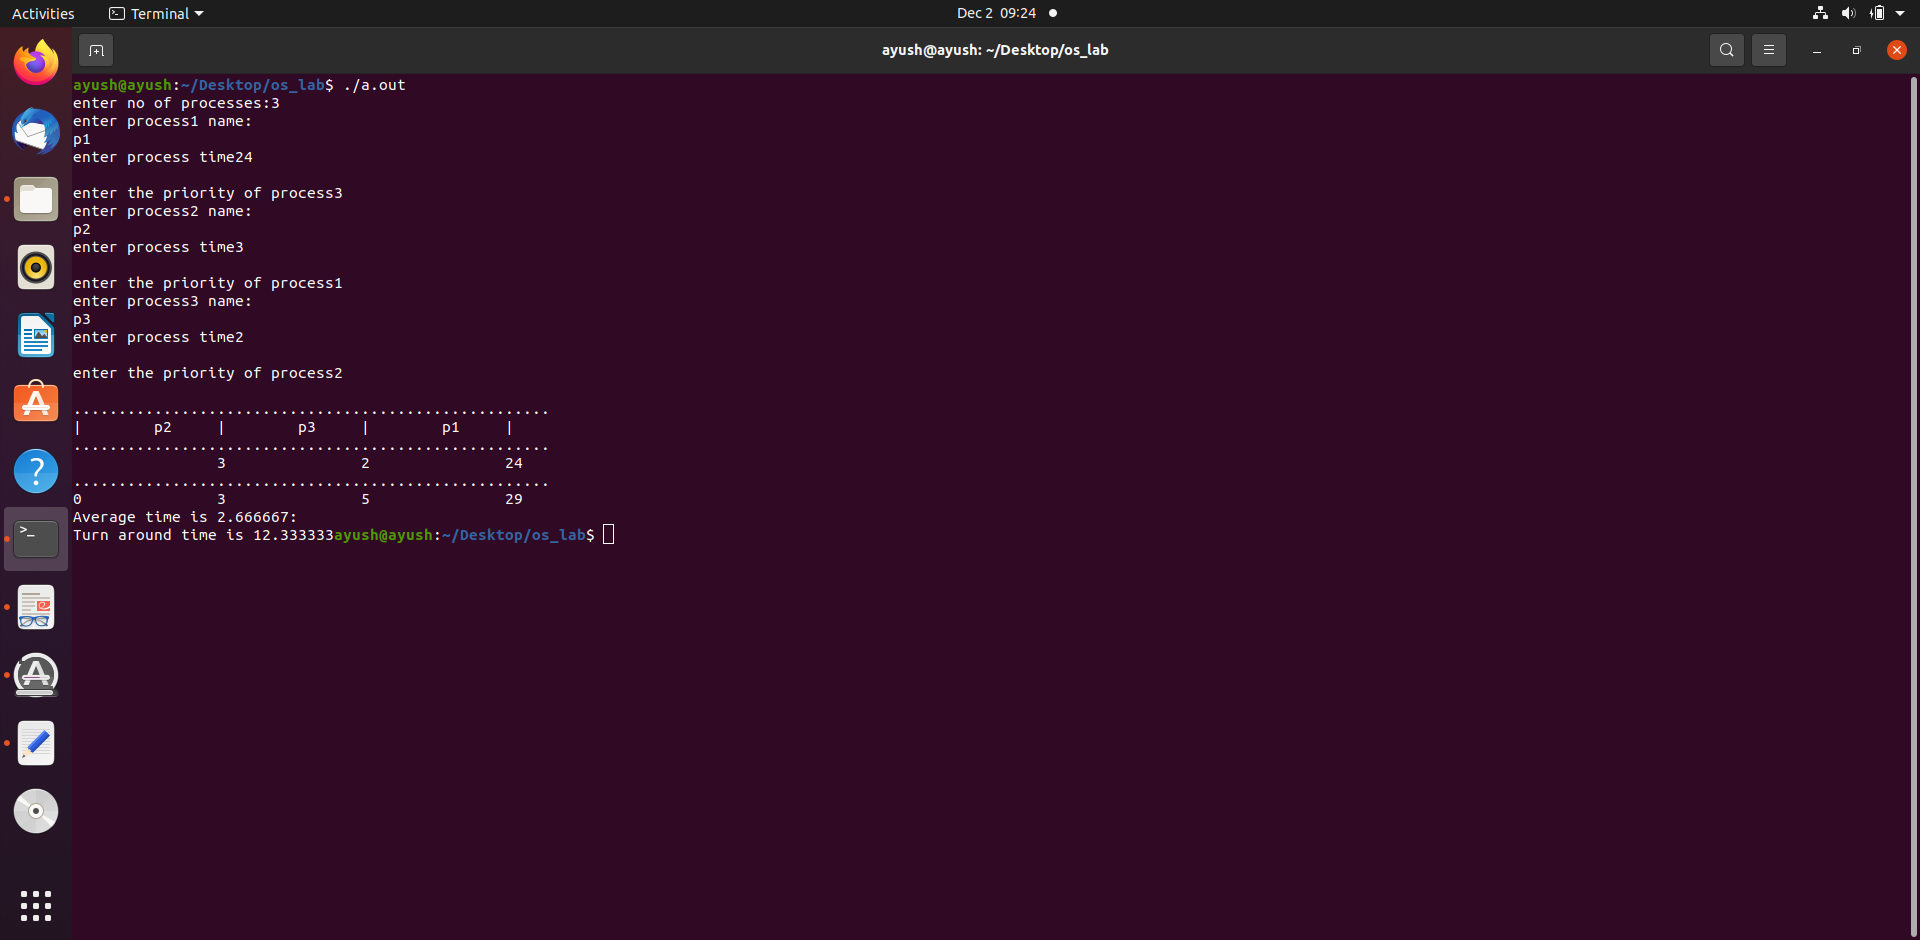 Activities Terminal Dec 2 09:24
ayush@ayush: ~/Desktop/os_lab
ayush@ayush:~/Desktop/os_lab$ ./a.out
enter no of processes:3
enter process1 name:
p1
enter process time24
enter the priority of process3
enter process2 name:
p2
enter process time3
enter the priority of process1
enter process3 name:
p3
enter process time2
enter the priority of process2
.....................................................
| p2 | p3 | p1 |
.....................................................
3 2 24
.....................................................
0 3 5 29
Average time is 2.666667:
Turn around time is 12.333333ayush@ayush:~/Desktop/os_lab$